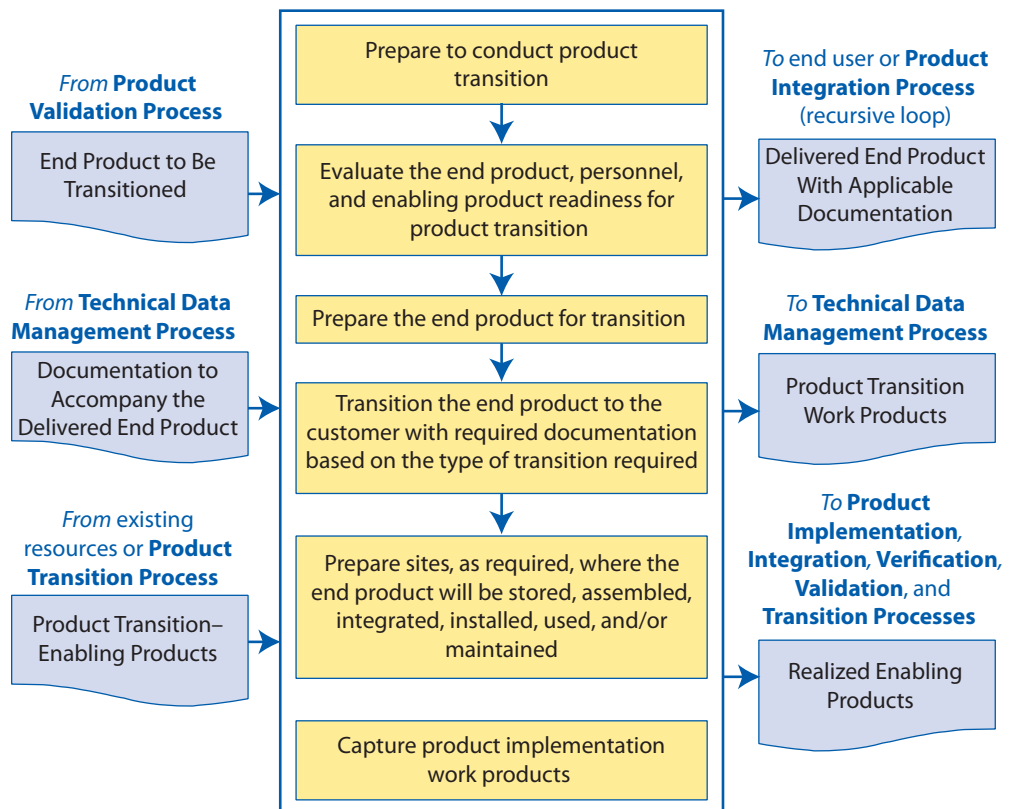 From Product
Validation Process
End Product to Be
Transitioned
From Technical Data
Management Process
Documentation to
Accompany the
Delivered End Product
From existing
resources or Product
Transition Process
Product Transition–
Enabling Products
Prepare to conduct product
transition
Evaluate the end product, personnel,
and enabling product readiness for
product transition
Prepare the end product for transition
Transition the end product to the
customer with required documentation
based on the type of transition required
Prepare sites, as required, where the
end product will be stored, assembled,
integrated, installed, used, and/or
maintained
Capture product implementation
work products
To end user or Product
Integration Process
(recursive loop)
Delivered End Product
With Applicable
Documentation
To Technical Data
Management Process
Product Transition
Work Products
To Product
Implementation,
Integration, Verification,
Validation, and
Transition Processes
Realized Enabling
Products